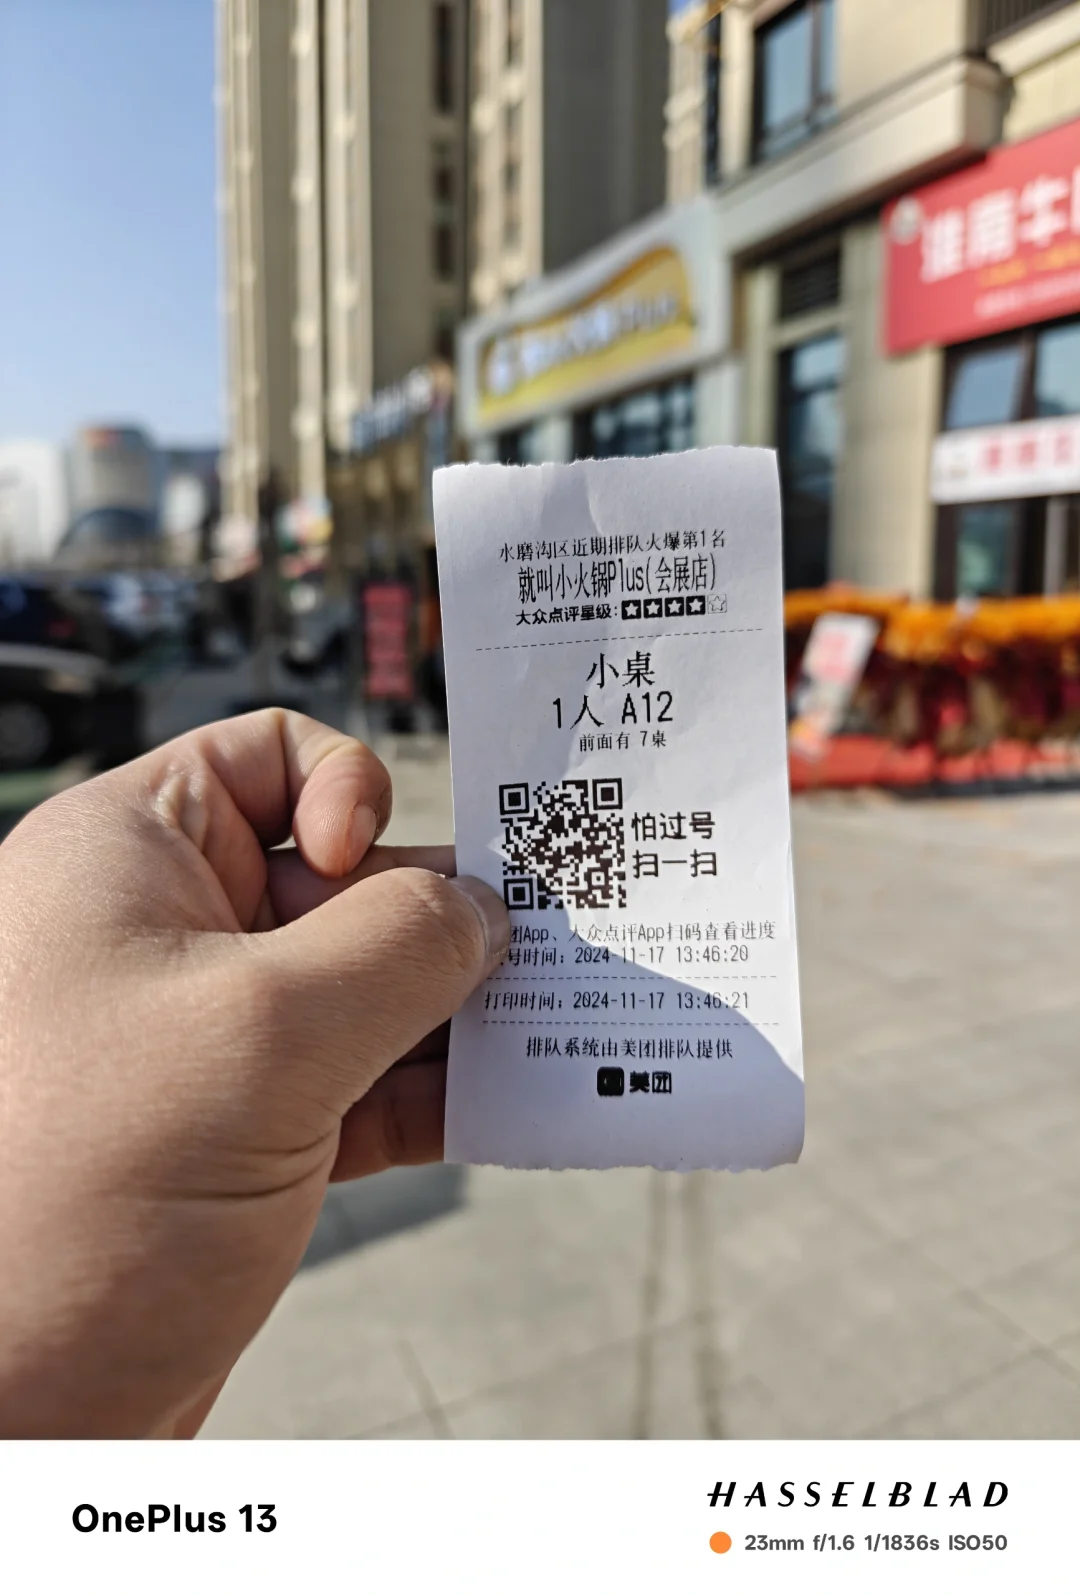 淮南牛
Plus
水磨沟区近期排队火爆第1名
就叫小火锅Plus(会展店)
大众点评星级:
小桌
1人 A12
前面有 7桌
怕过号
扫一扫
团App、大众点评App扫码查看进度
号时间: 2024-11-17 13:46:20
打印时间: 2024-11-17 13:46:21
排队系统由美团排队提供
美团
OnePlus 13
HASSELBLAD
23mm f/1.6 1/1836s ISO50